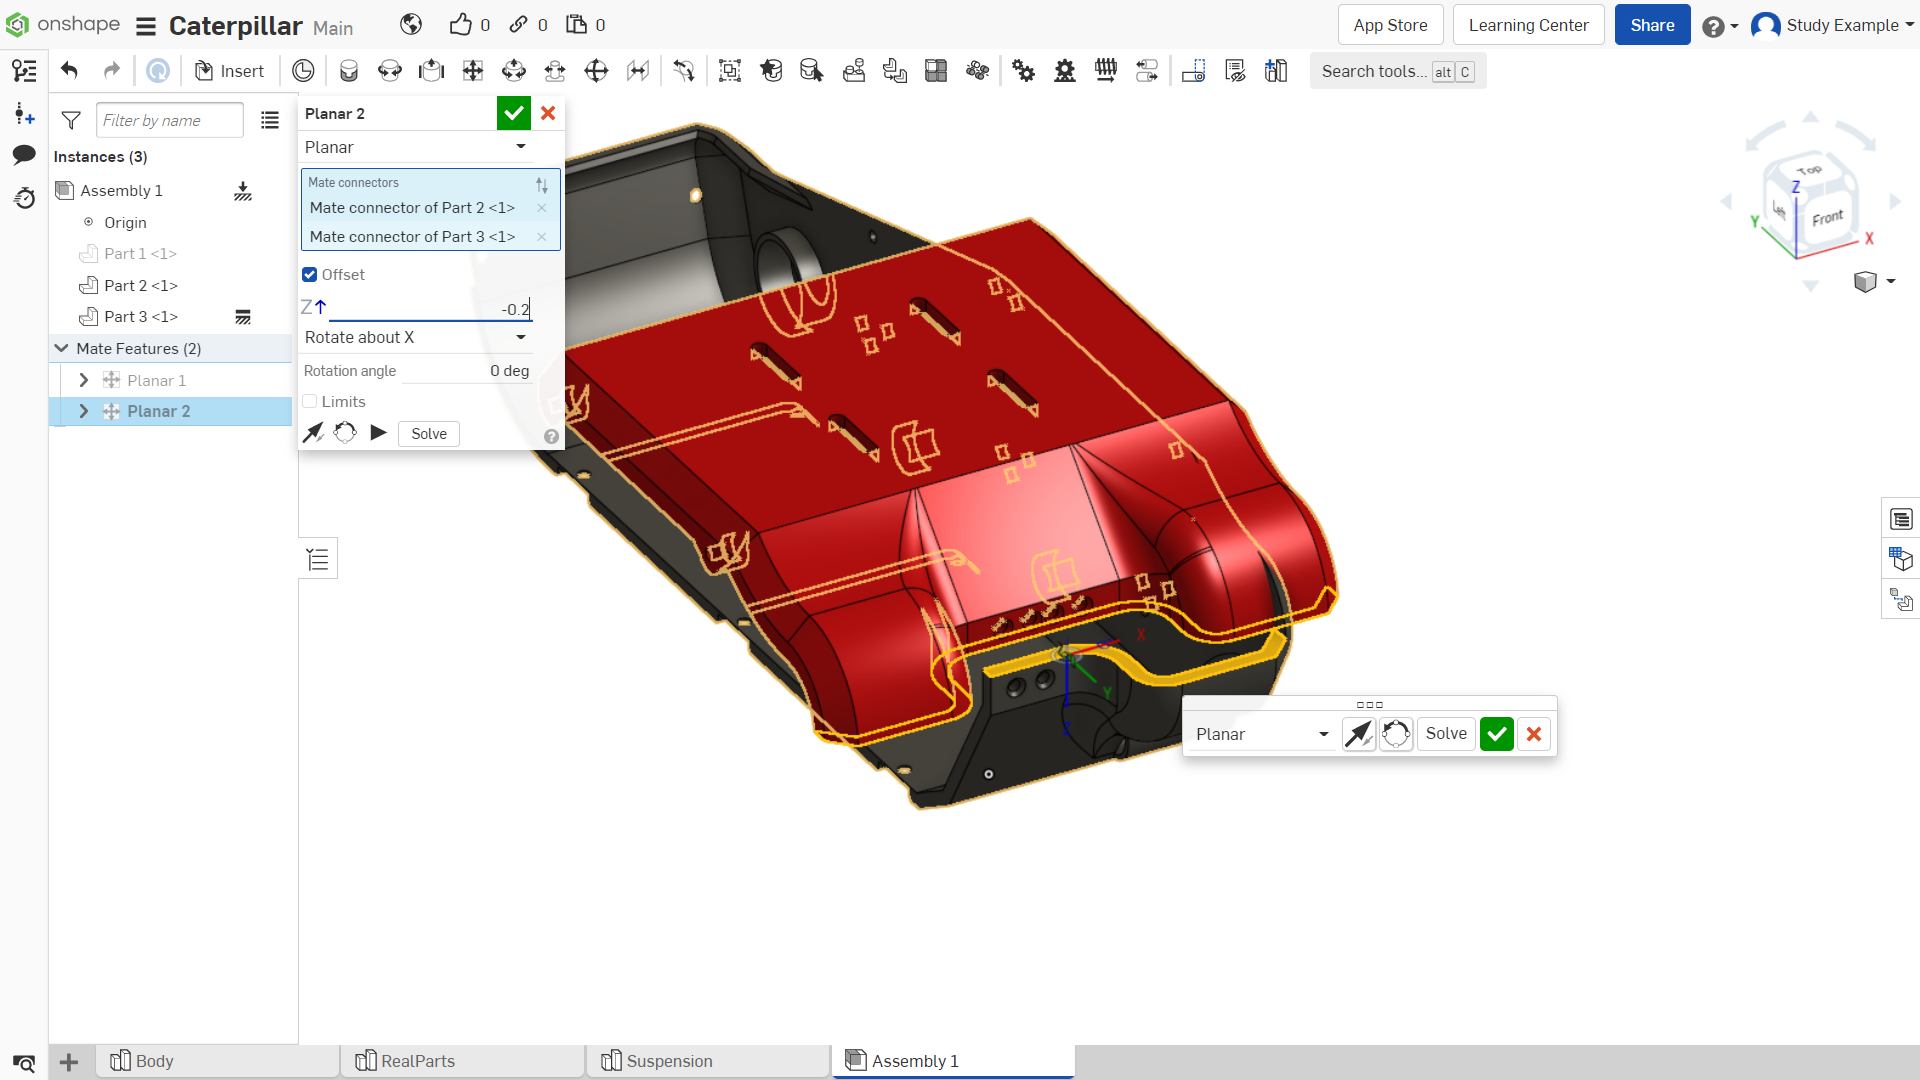 onshape
Caterpillar Main
0
0
0
App Store
Learning Center
Share
Study Example
Insert
Search tools... alt C
Filter by name
Instances (3)
Assembly 1
Origin
Part 1 <1>
Part 2 <1>
Part 3 <1>
Mate Features (2)
Planar 1
Planar 2
Planar 2
Planar
Mate connectors
Mate connector of Part 2 <1>
Mate connector of Part 3 <1>
Offset
Z -0.2
Rotate about X
Rotation angle 0 deg
Limits
Solve
Top
Left
Front
Z
Y
X
X
Y
Z
Planar
Solve
Body
RealParts
Suspension
Assembly 1